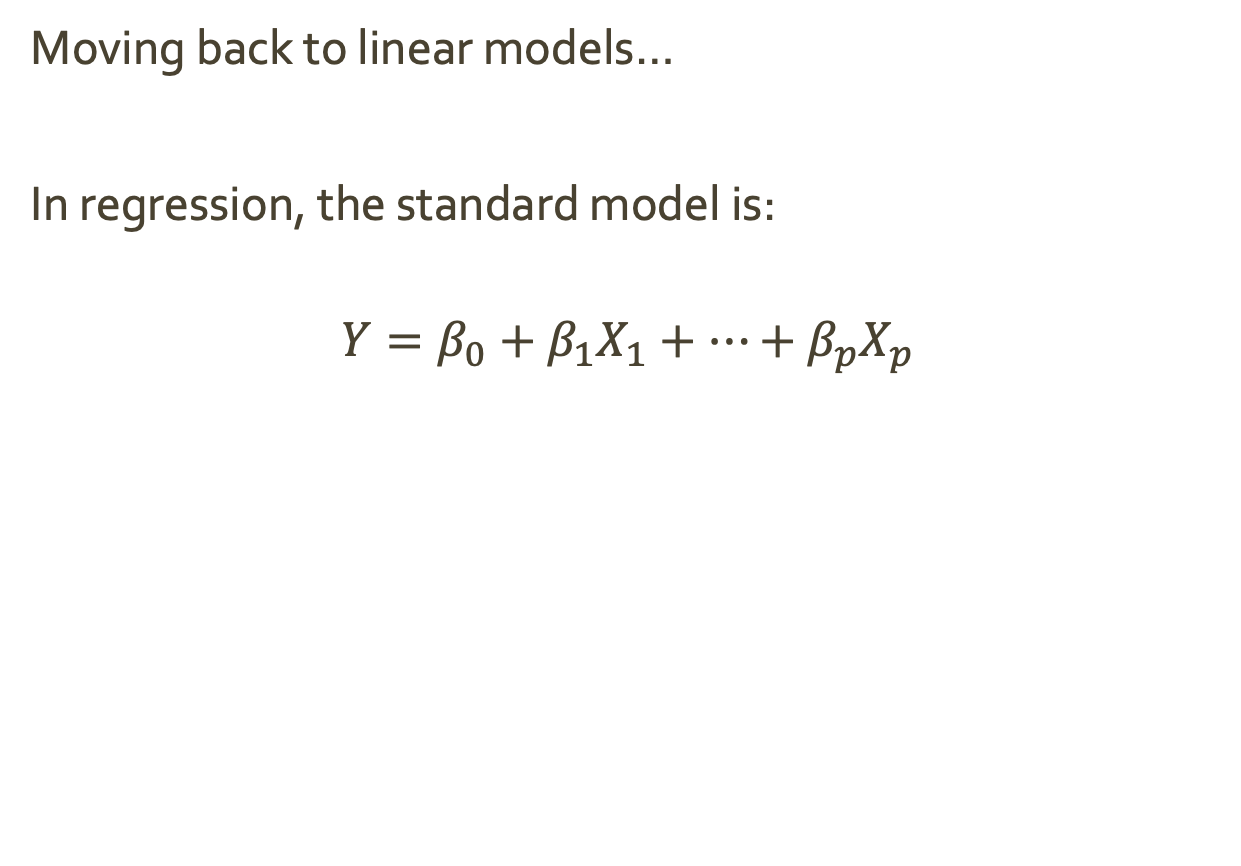 Moving back to linear models...
In regression, the standard model is:
𝑌 = 𝛽₀ + 𝛽₁𝑋₁ + ⋯ + 𝛽ₚ𝑋ₚ